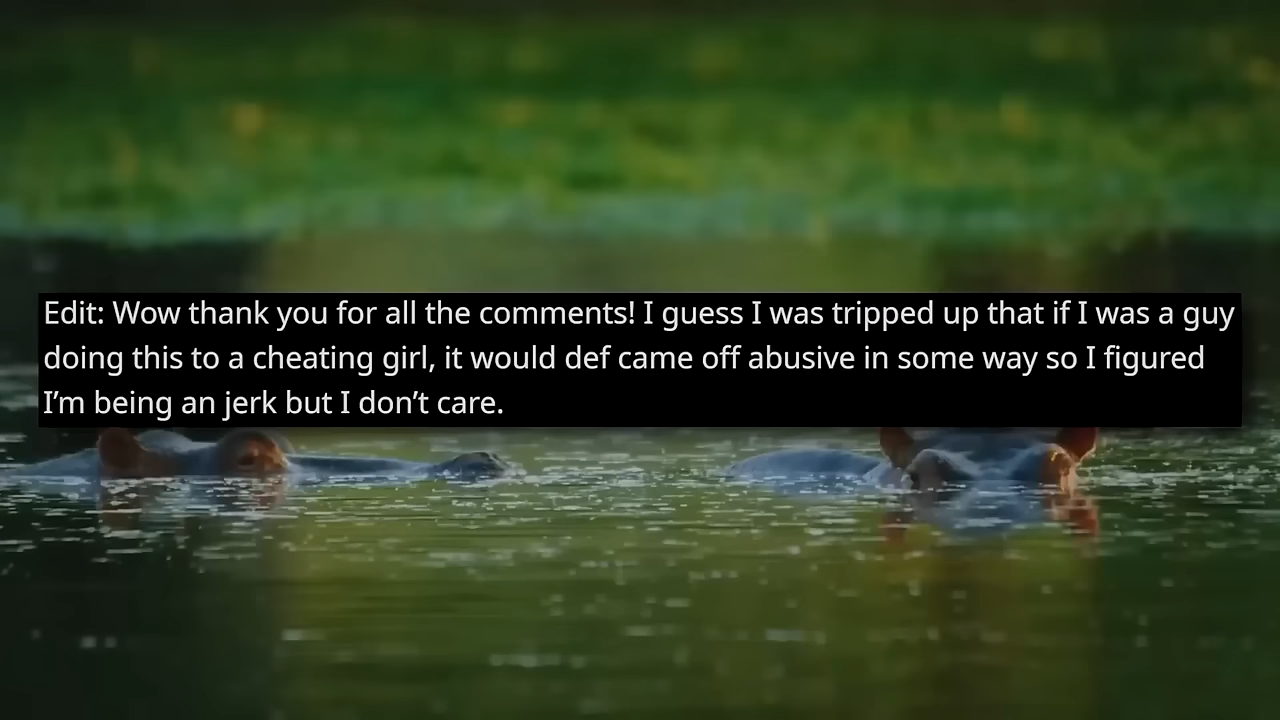 Edit: Wow thank you for all the comments! I guess I was tripped up that if I was a guy
doing this to a cheating girl, it would def came off abusive in some way so I figured
I’m being an jerk but I don’t care.